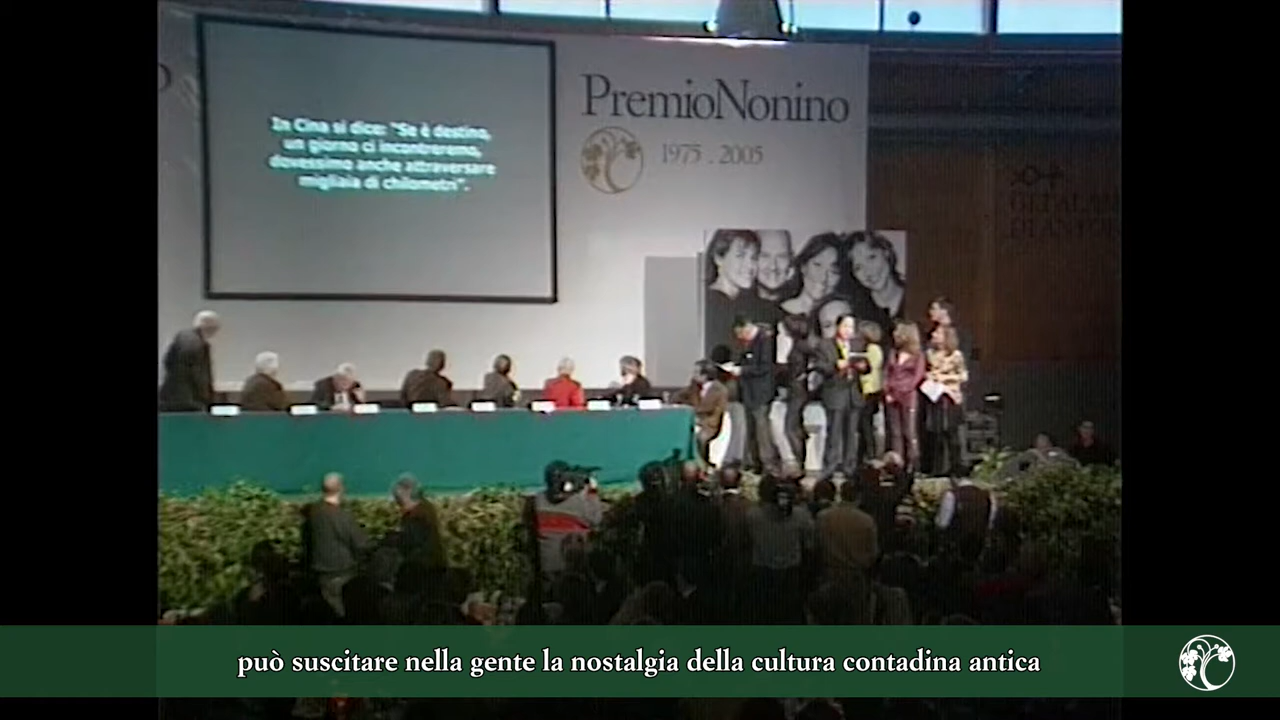 In Cina si dice: "Se è destino,
un giorno ci incontreremo,
dovessimo anche attraversare
migliaia di chilometri".
PremioNonino
1975 . 2005
può suscitare nella gente la nostalgia della cultura contadina antica